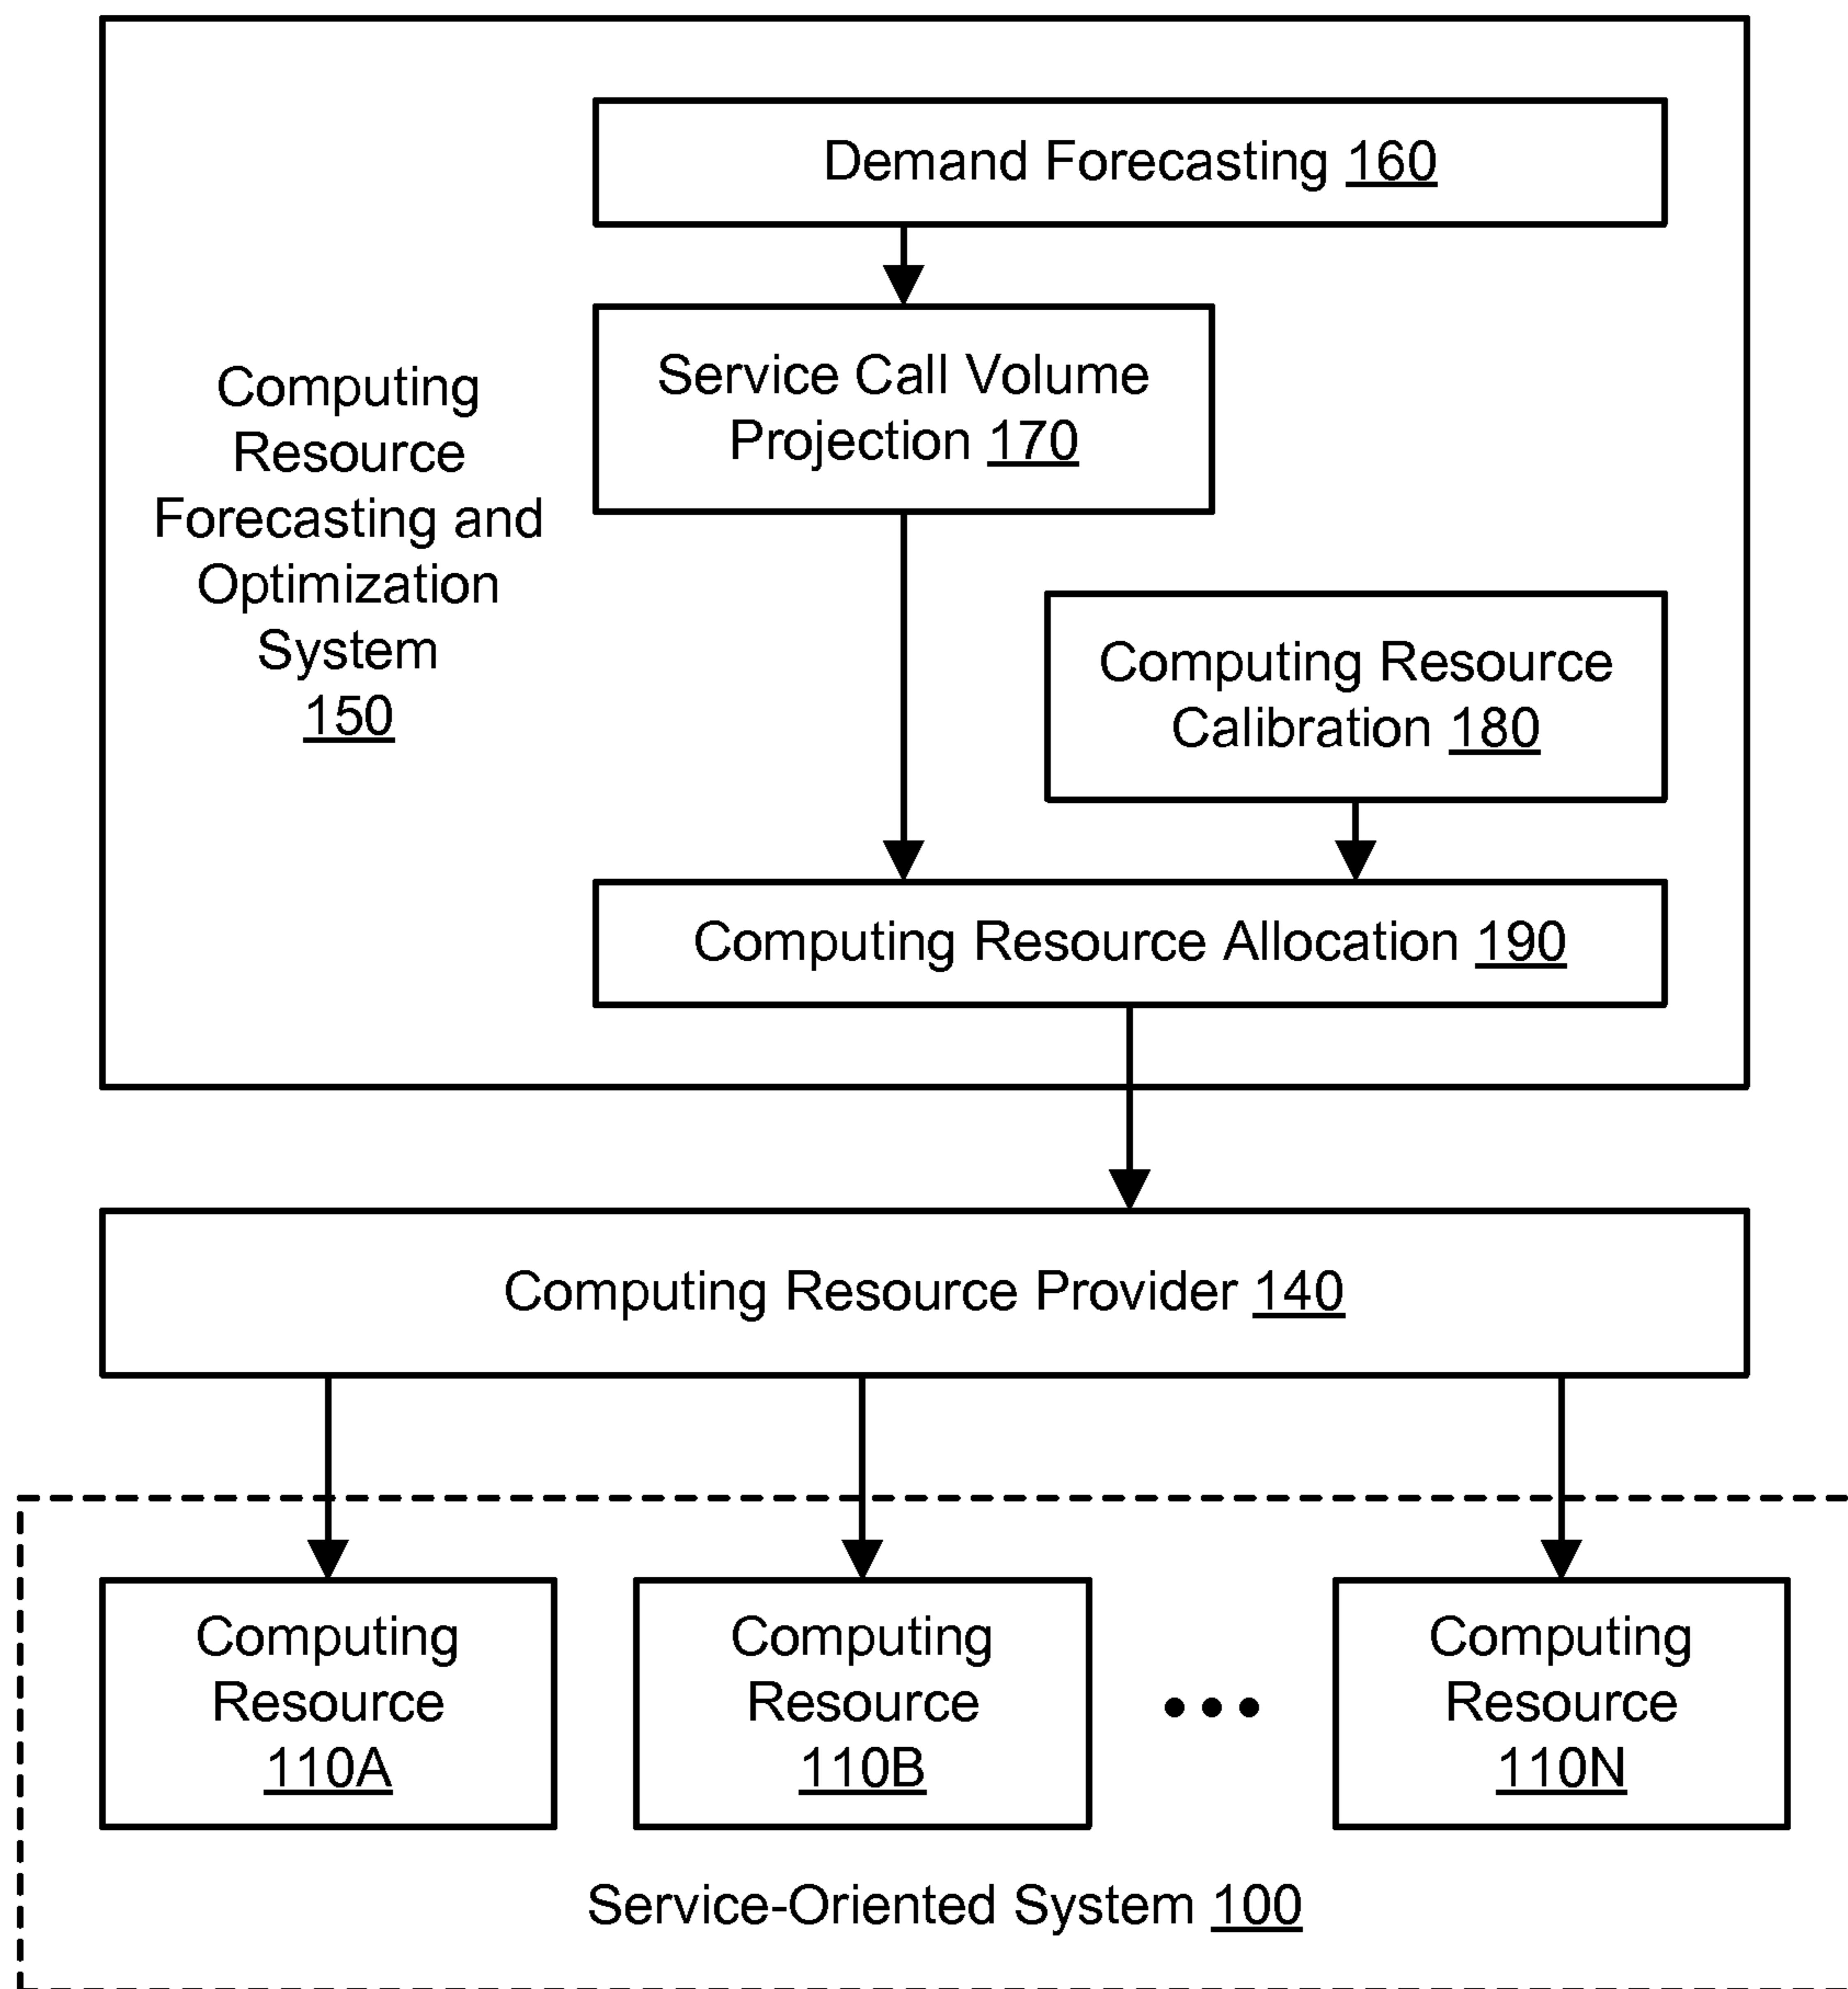 Demand Forecasting 160
Service Call Volume
Projection 170
Computing
Resource
Forecasting and
Optimization
System
150
Computing Resource
Calibration 180
Computing Resource Allocation 190
Computing Resource Provider 140
Computing
Resource
110A
Computing
Resource
110B
Computing
Resource
110N
Service-Oriented System 100